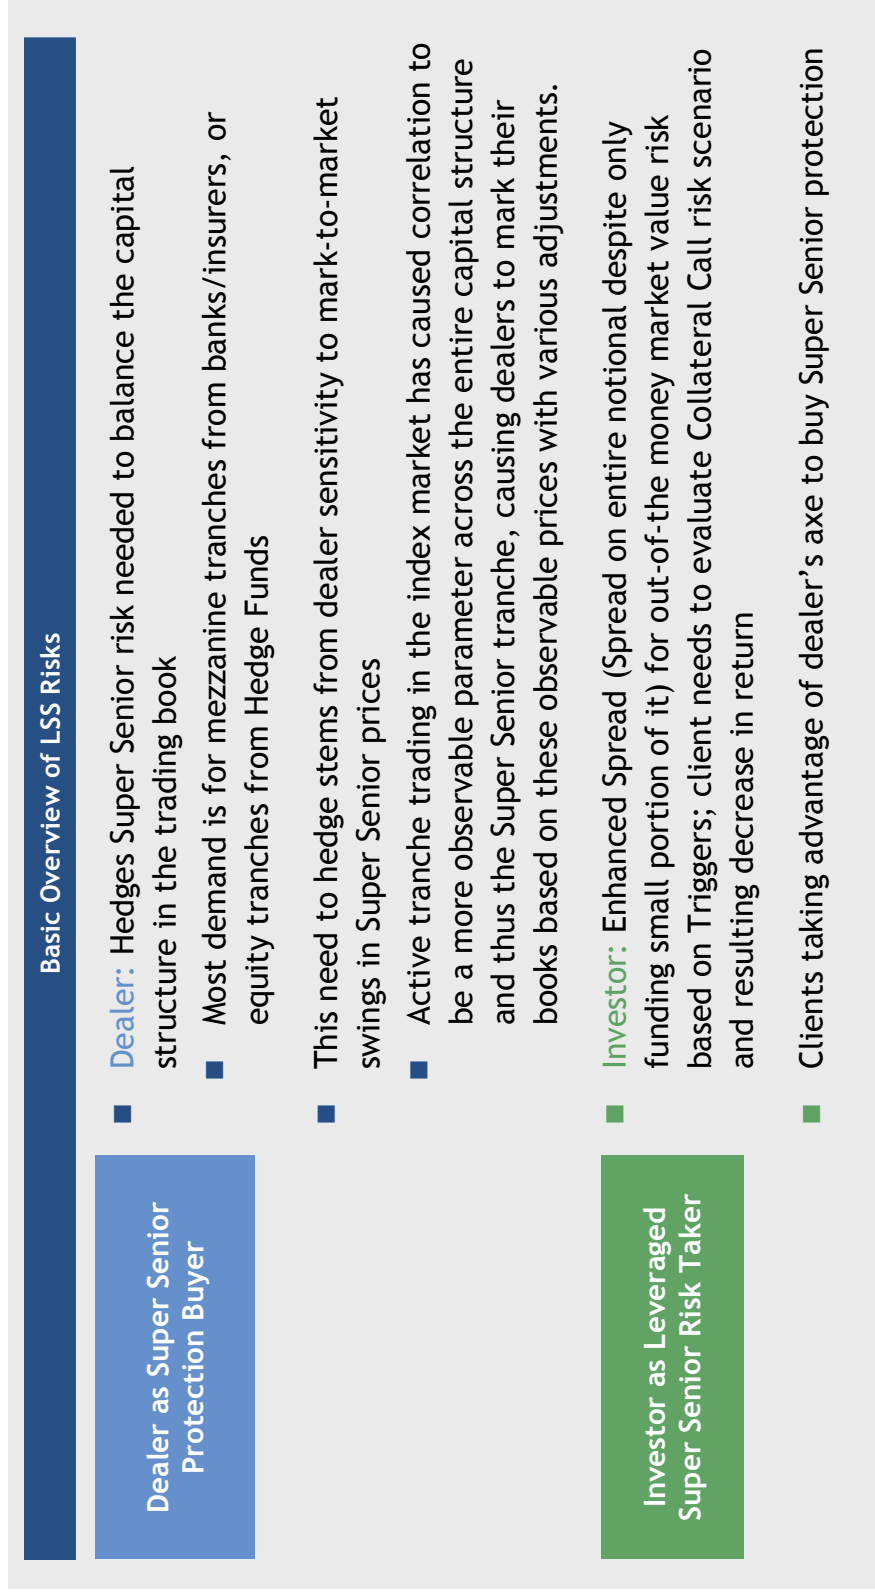 Basic Overview of LSS Risks
Dealer as Super Senior
Protection Buyer
Dealer: Hedges Super Senior risk needed to balance the capital
structure in the trading book
Most demand is for mezzanine tranches from banks/insurers, or
equity tranches from Hedge Funds
This need to hedge stems from dealer sensitivity to mark-to-market
swings in Super Senior prices
Active tranche trading in the index market has caused correlation to
be a more observable parameter across the entire capital structure
and thus the Super Senior tranche, causing dealers to mark their
books based on these observable prices with various adjustments.
Investor as Leveraged
Super Senior Risk Taker
Investor: Enhanced Spread (Spread on entire notional despite only
funding small portion of it) for out-of-the money market value risk
based on Triggers; client needs to evaluate Collateral Call risk scenario
and resulting decrease in return
Clients taking advantage of dealer’s axe to buy Super Senior protection